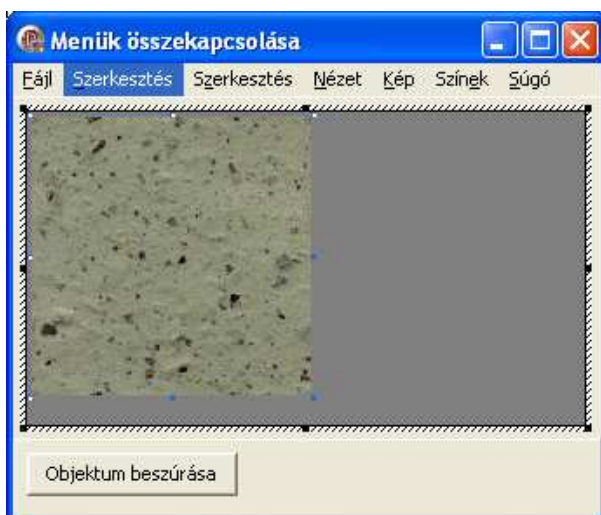 Menük összekapcsolása
Fájl Szerkesztés Szerkesztés Nézet Kép Színek Súgó
Objektum beszúrása